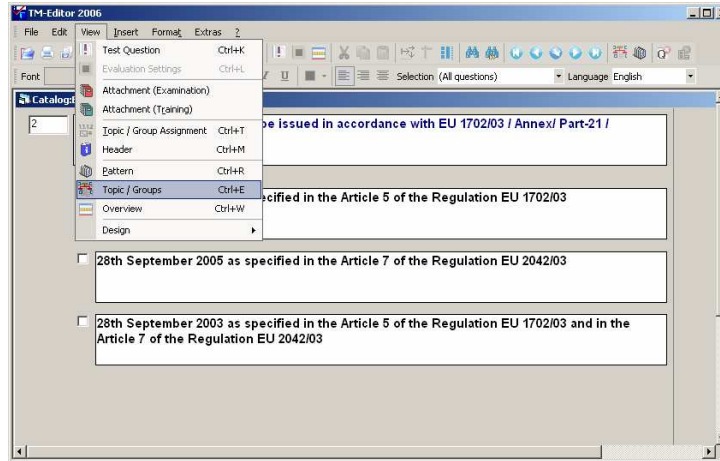 TM-Editor 2006
File Edit View Insert Format Extras ?
Font Selection (All questions) Language English
Catalog:
Test Question Ctrl+K
Evaluation Settings Ctrl+L
Attachment (Examination)
Attachment (Training)
Topic / Group Assignment Ctrl+T
Header Ctrl+M
Pattern Ctrl+R
Topic / Groups Ctrl+E
Overview Ctrl+W
Design
2
be issued in accordance with EU 1702/03 / Annex/ Part-21 /
ecified in the Article 5 of the Regulation EU 1702/03
28th September 2005 as specified in the Article 7 of the Regulation EU 2042/03
28th September 2003 as specified in the Article 5 of the Regulation EU 1702/03 and in the
Article 7 of the Regulation EU 2042/03